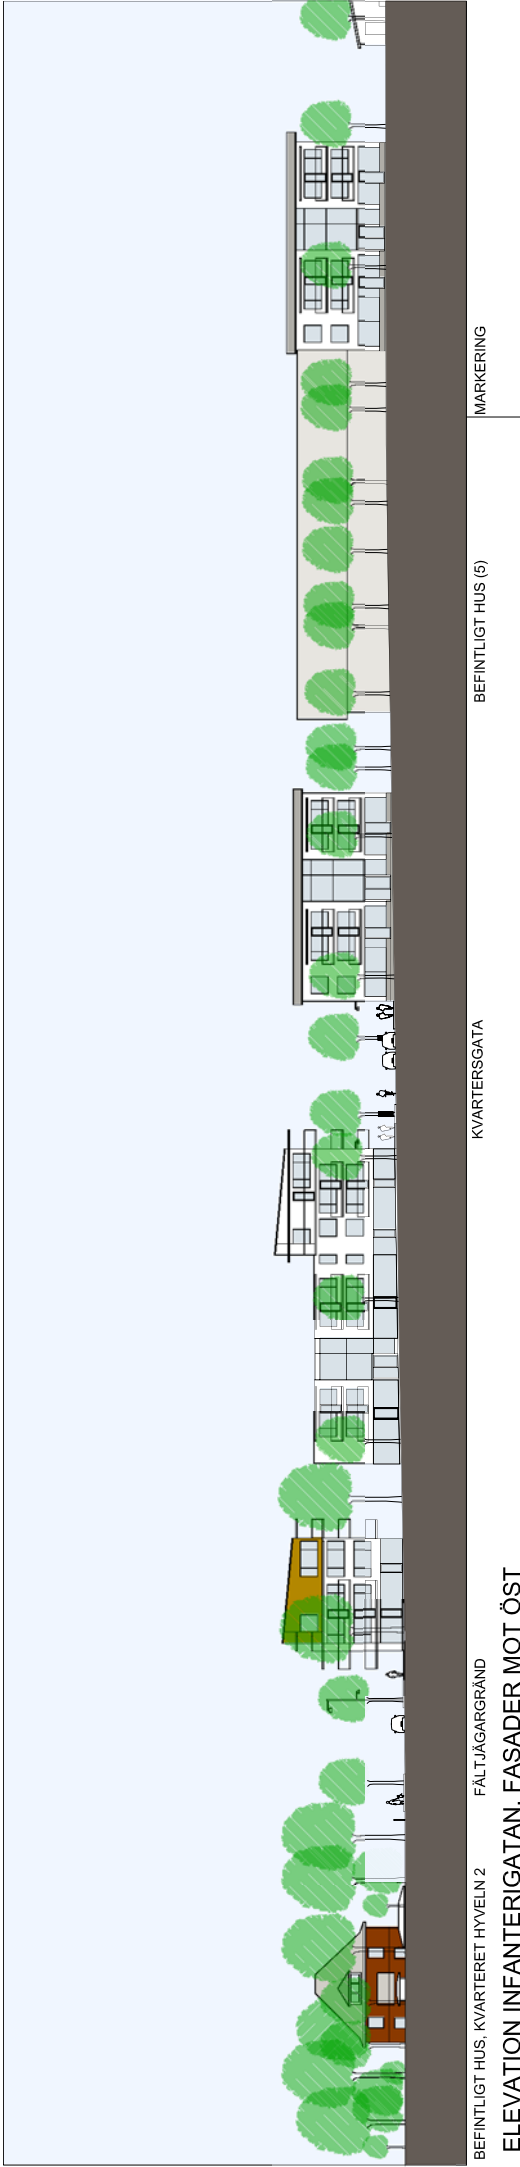 BEFINTLIGT HUS, KVARTERET HYVELN 2
FÄLTJÄGARGRÄND
KVARTERSGATA
BEFINTLIGT HUS (5)
MARKERING
ELEVATION INFANTERIGATAN, FASADER MOT ÖST